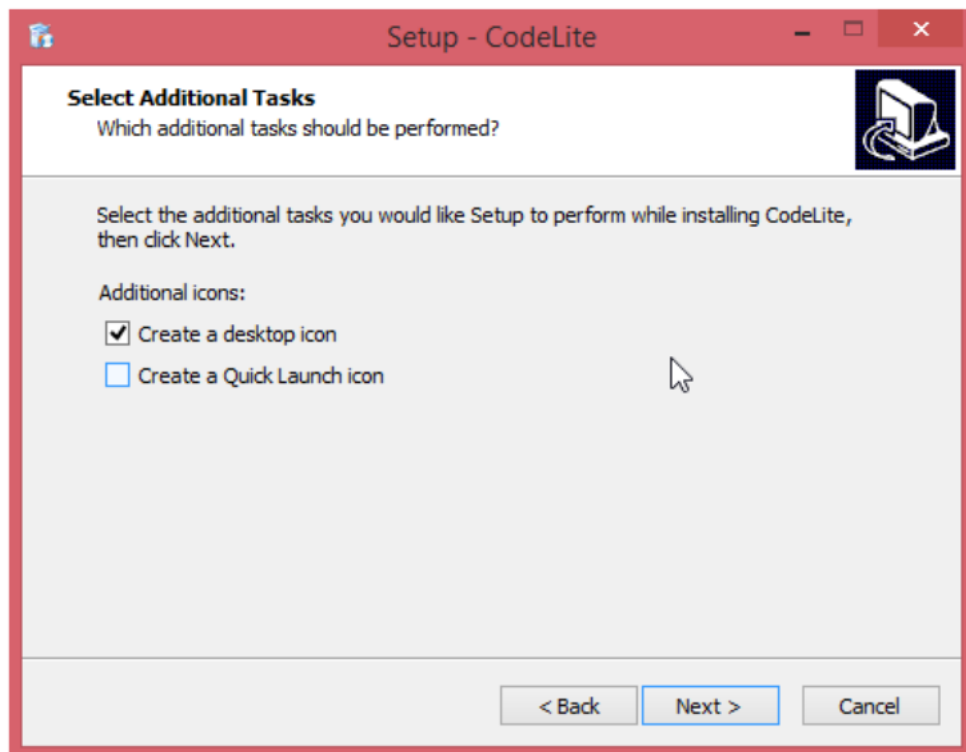 Setup - CodeLite
Select Additional Tasks
Which additional tasks should be performed?
Select the additional tasks you would like Setup to perform while installing CodeLite,
then click Next.
Additional icons:
Create a desktop icon
Create a Quick Launch icon
< Back
Next >
Cancel